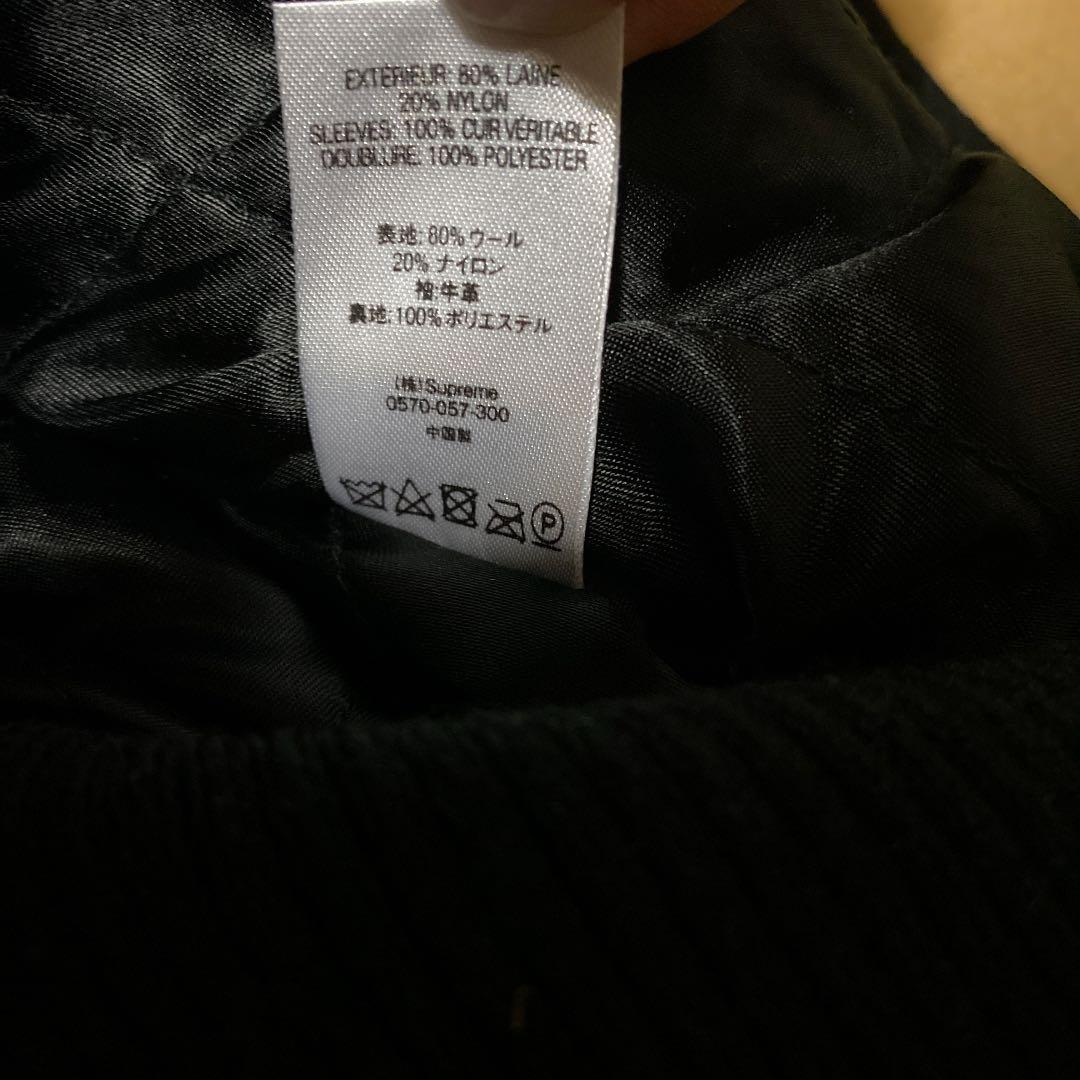 EXTERIEUR: 80% LAINE
20% NYLON
SLEEVES: 100% CUIR VÉRITABLE
DOUBLURE: 100% POLYESTER
表地: 80% ウール
20% ナイロン
袖: 牛革
裏地: 100% ポリエステル
(株) Supreme
0570-057-300
中国製
P